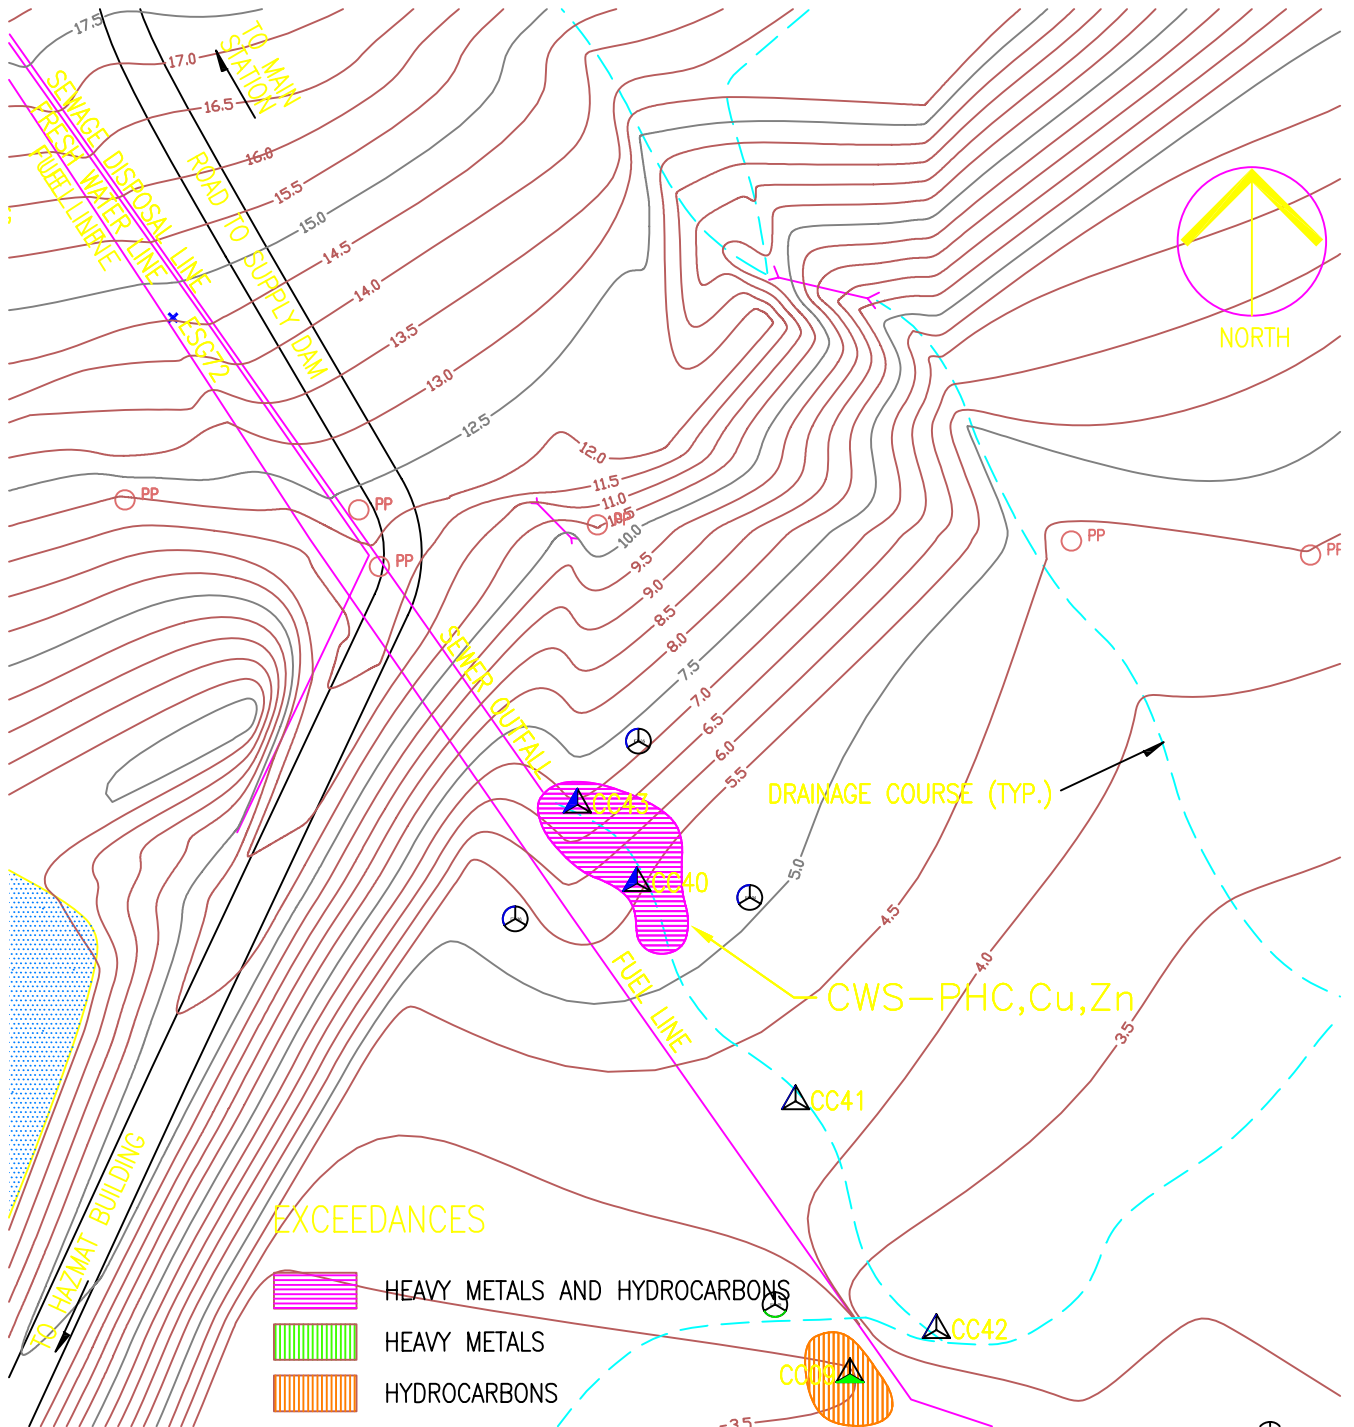 17.5
17.0
16.5
16.0
15.5
15.0
14.5
14.0
13.5
13.0
12.5
12.0
11.5
11.0
10.0
9.5
9.0
8.5
8.0
7.5
7.0
6.5
6.0
5.5
5.0
4.5
4.0
3.5
3.5
TO MAIN
STATION
SEWAGE DISPOSAL LINE
FRESH WATER LINE
ROAD TO SUPPLY DAM
ESG72
NORTH
PP
PP
PP
PP
SEWER OUTFALL
DRAINAGE COURSE (TYP.)
CC43
CC40
CWS-PHC,Cu,Zn
FUEL LINE
CC41
CC42
TO HAZMAT BUILDING
EXCEEDANCES
HEAVY METALS AND HYDROCARBONS
HEAVY METALS
HYDROCARBONS